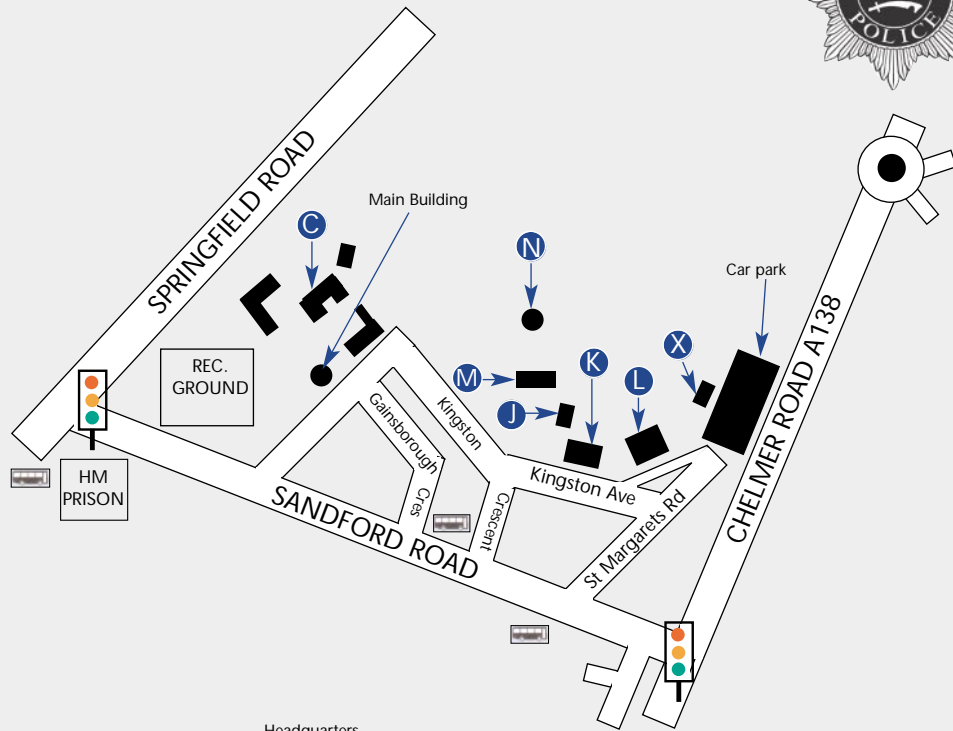 POLICE
SPRINGFIELD ROAD
Main Building
C
N
Car park
CHELMER ROAD A138
REC.
GROUND
M
K
L
X
J
Gainsborough
Cres
Kingston
Crescent
Kingston Ave
St Margarets Rd
HM
PRISON
SANDFORD ROAD
Headquarters